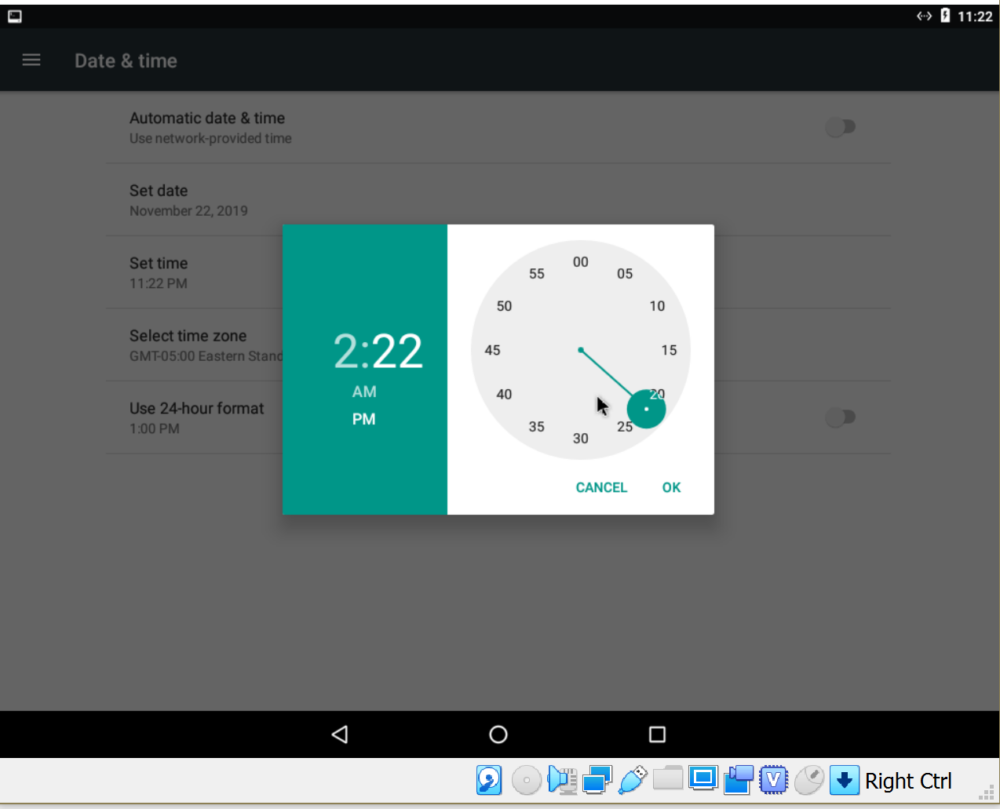 11:22
Date & time
Automatic date & time
Use network-provided time
Set date
November 22, 2019
Set time
11:22 PM
Select time zone
GMT-05:00 Eastern Stand
Use 24-hour format
1:00 PM
2:22
AM
PM
00
05
10
15
20
25
30
35
40
45
50
55
CANCEL
OK
V
Right Ctrl